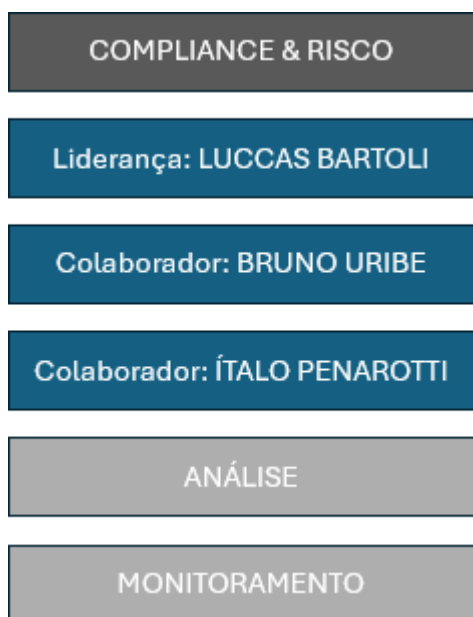 COMPLIANCE & RISCO
Liderança: LUCCAS BARTOLI
Colaborador: BRUNO URIBE
Colaborador: ÍTALO PENAROTTI
ANÁLISE
MONITORAMENTO